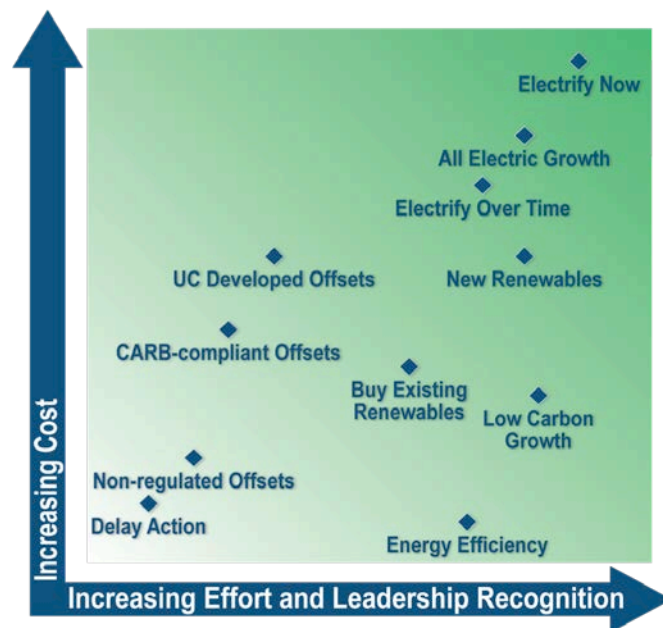 Electrify Now
All Electric Growth
Electrify Over Time
UC Developed Offsets
New Renewables
CARB-compliant Offsets
Buy Existing
Renewables
Low Carbon
Growth
Non-regulated Offsets
Delay Action
Energy Efficiency
Increasing Cost
Increasing Effort and Leadership Recognition